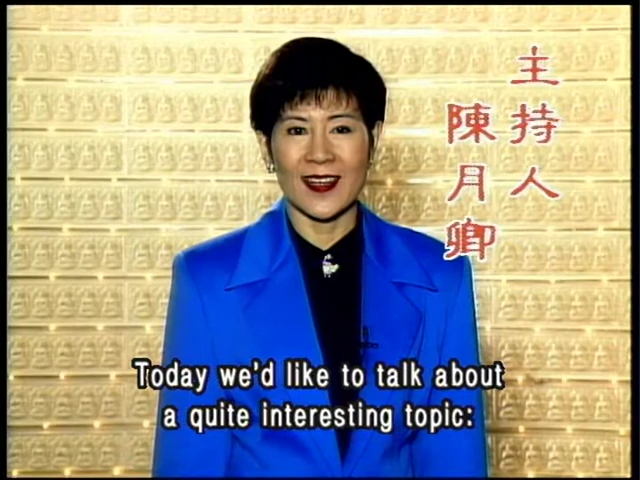 主持人
陳月卿
Today we'd like to talk about
a quite interesting topic: